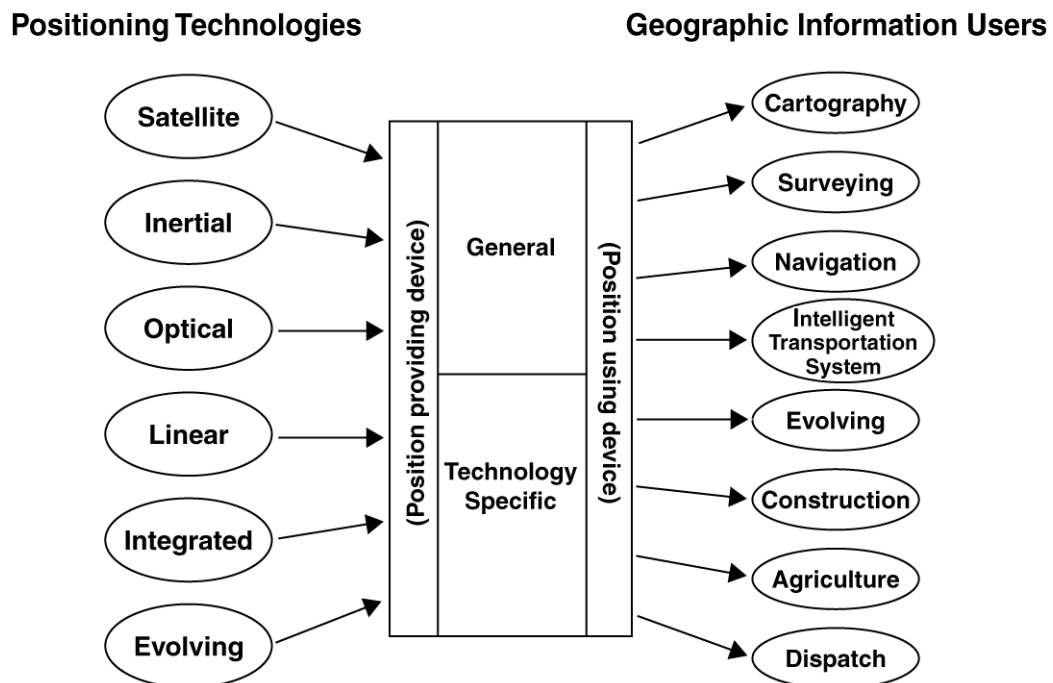 Positioning Technologies
Geographic Information Users
Satellite
Inertial
Optical
Linear
Integrated
Evolving
(Position providing device)
General
Technology
Specific
(Position using device)
Cartography
Surveying
Navigation
Intelligent
Transportation
System
Evolving
Construction
Agriculture
Dispatch